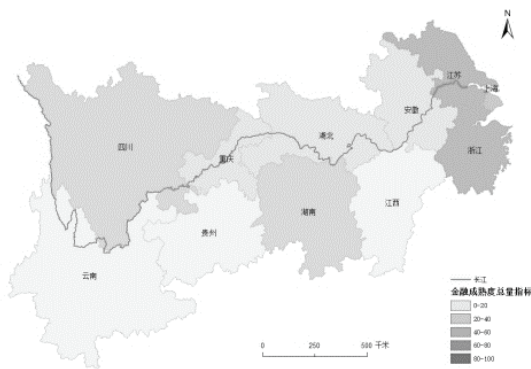 N
江苏
上海
安徽
四川
湖北
重庆
浙江
湖南
江西
贵州
云南
长江
金融成熟度总量指标
0-20
20-40
40-60
60-80
80-100
0 250 500 千米